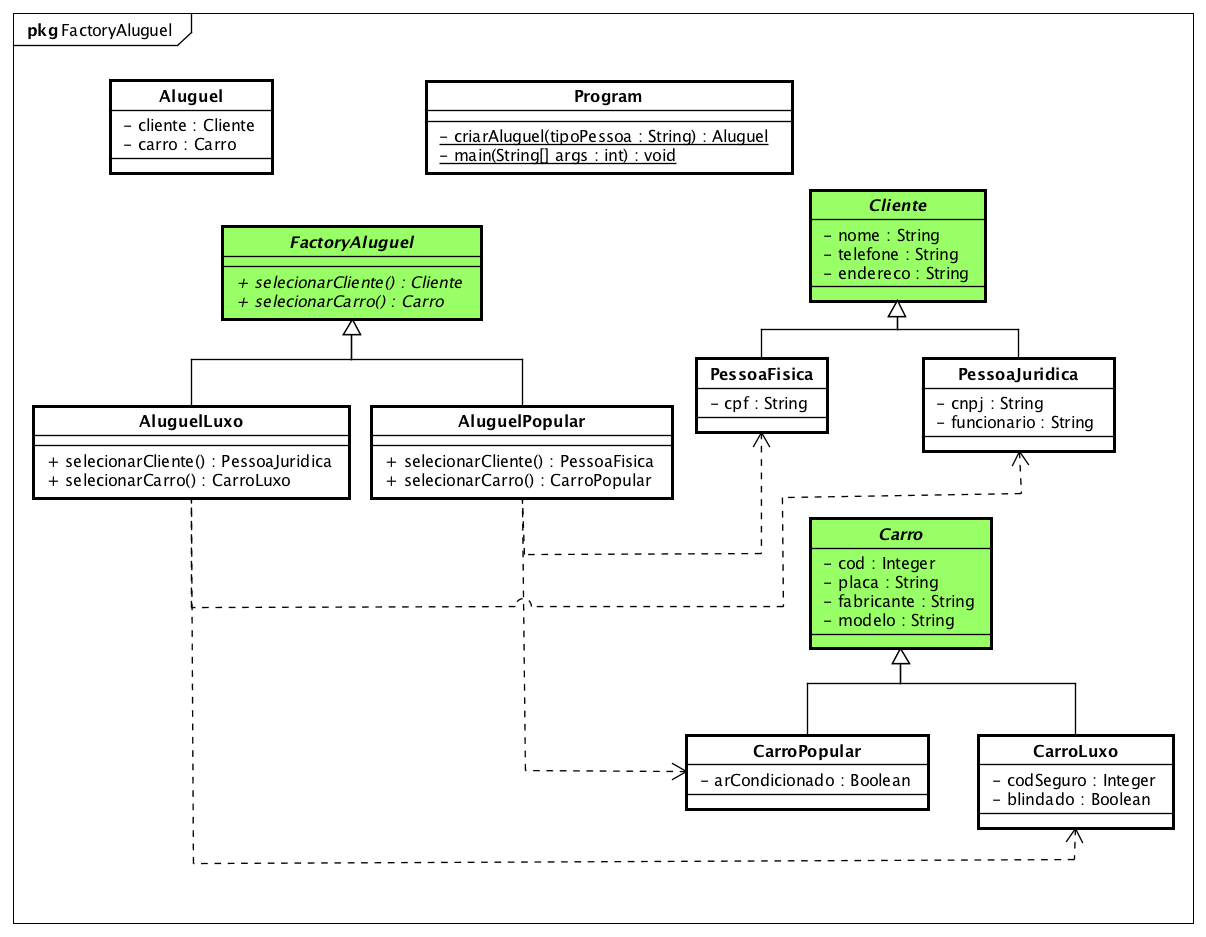 pkg FactoryAluguel
Aluguel
- cliente : Cliente
- carro : Carro
Program
- criarAluguel(tipoPessoa : String) : Aluguel
- main(String[] args : int) : void
Cliente
- nome : String
- telefone : String
- endereco : String
FactoryAluguel
+ selecionarCliente() : Cliente
+ selecionarCarro() : Carro
PessoaFisica
- cpf : String
PessoaJuridica
- cnpj : String
- funcionario : String
AluguelLuxo
+ selecionarCliente() : PessoaJuridica
+ selecionarCarro() : CarroLuxo
AluguelPopular
+ selecionarCliente() : PessoaFisica
+ selecionarCarro() : CarroPopular
Carro
- cod : Integer
- placa : String
- fabricante : String
- modelo : String
CarroPopular
- arCondicionado : Boolean
CarroLuxo
- codSeguro : Integer
- blindado : Boolean